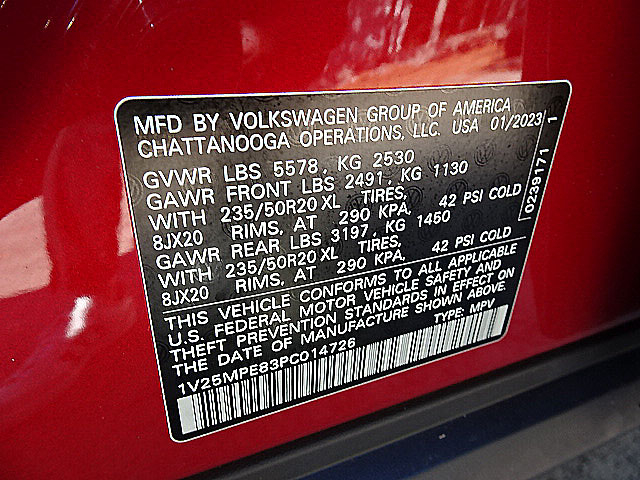 MFD BY VOLKSWAGEN GROUP OF AMERICA
CHATTANOOGA OPERATIONS, LLC. USA 01/2023 1
GVWR LBS 5578, KG 2530
GAWR FRONT LBS 2491, KG 1130
WITH 235/50R20 XL TIRES,
8JX20 RIMS, AT 290 KPA, 42 PSI COLD
GAWR REAR LBS 3197, KG 1450
WITH 235/50R20 XL TIRES,
8JX20 RIMS, AT 290 KPA, 42 PSI COLD
0239171
THIS VEHICLE CONFORMS TO ALL APPLICABLE
U.S. FEDERAL MOTOR VEHICLE SAFETY AND
THEFT PREVENTION STANDARDS IN EFFECT ON
THE DATE OF MANUFACTURE SHOWN ABOVE.
1V25MPE83PC014726 TYPE: MPV